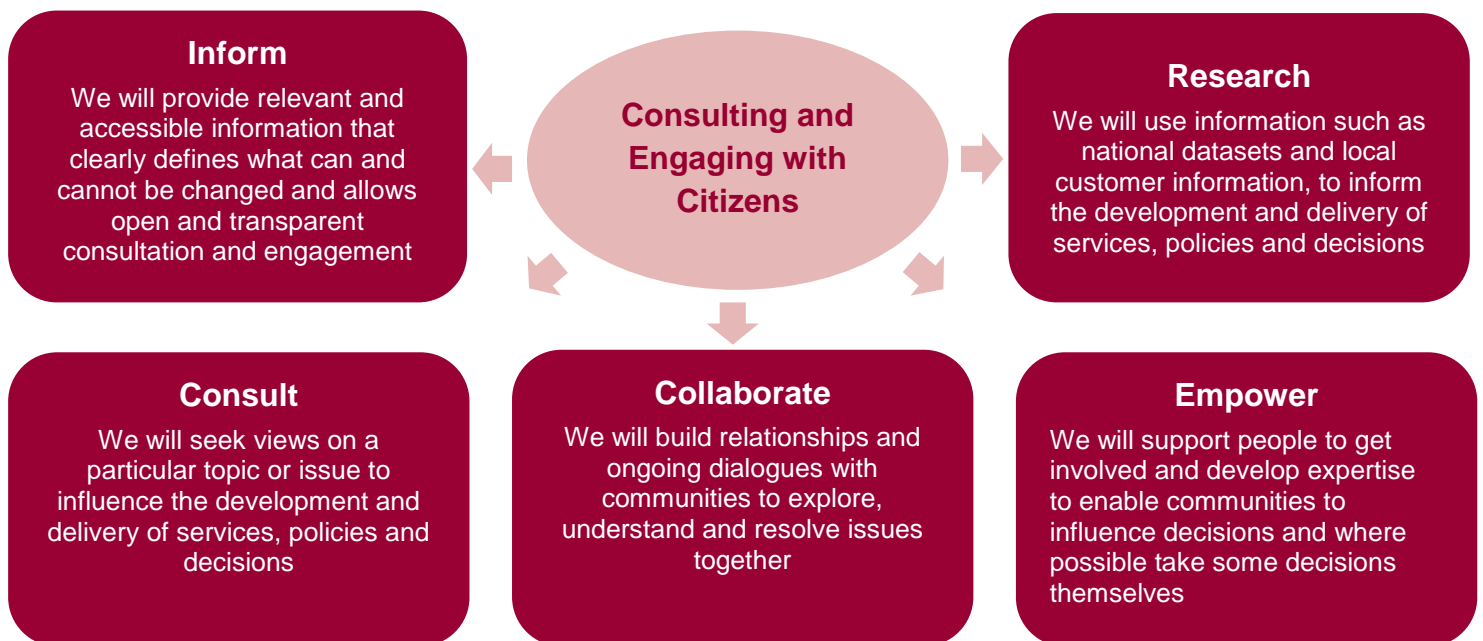 Inform
We will provide relevant and
accessible information that
clearly defines what can and
cannot be changed and allows
open and transparent
consultation and engagement
Consulting and
Engaging with
Citizens
Research
We will use information such as
national datasets and local
customer information, to inform
the development and delivery of
services, policies and decisions
Consult
We will seek views on a
particular topic or issue to
influence the development and
delivery of services, policies and
decisions
Collaborate
We will build relationships and
ongoing dialogues with
communities to explore,
understand and resolve issues
together
Empower
We will support people to get
involved and develop expertise
to enable communities to
influence decisions and where
possible take some decisions
themselves